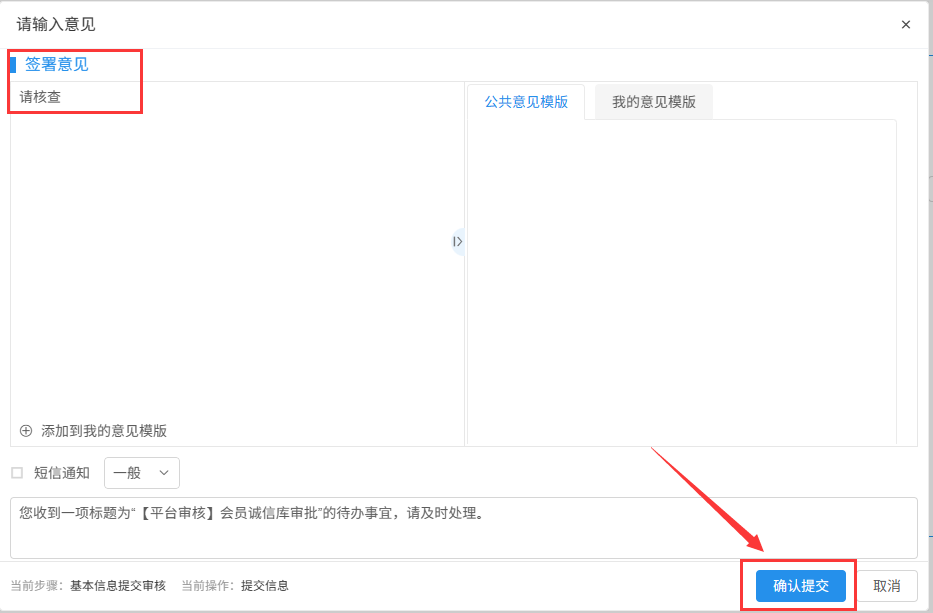 请输入意见
签署意见
请核查
公共意见模版 我的意见模版
添加到我的意见模版
短信通知 一般
您收到一项标题为“【平台审核】会员诚信库审批”的待办事宜，请及时处理。
当前步骤：基本信息提交审核 当前操作：提交信息 确认提交 取消